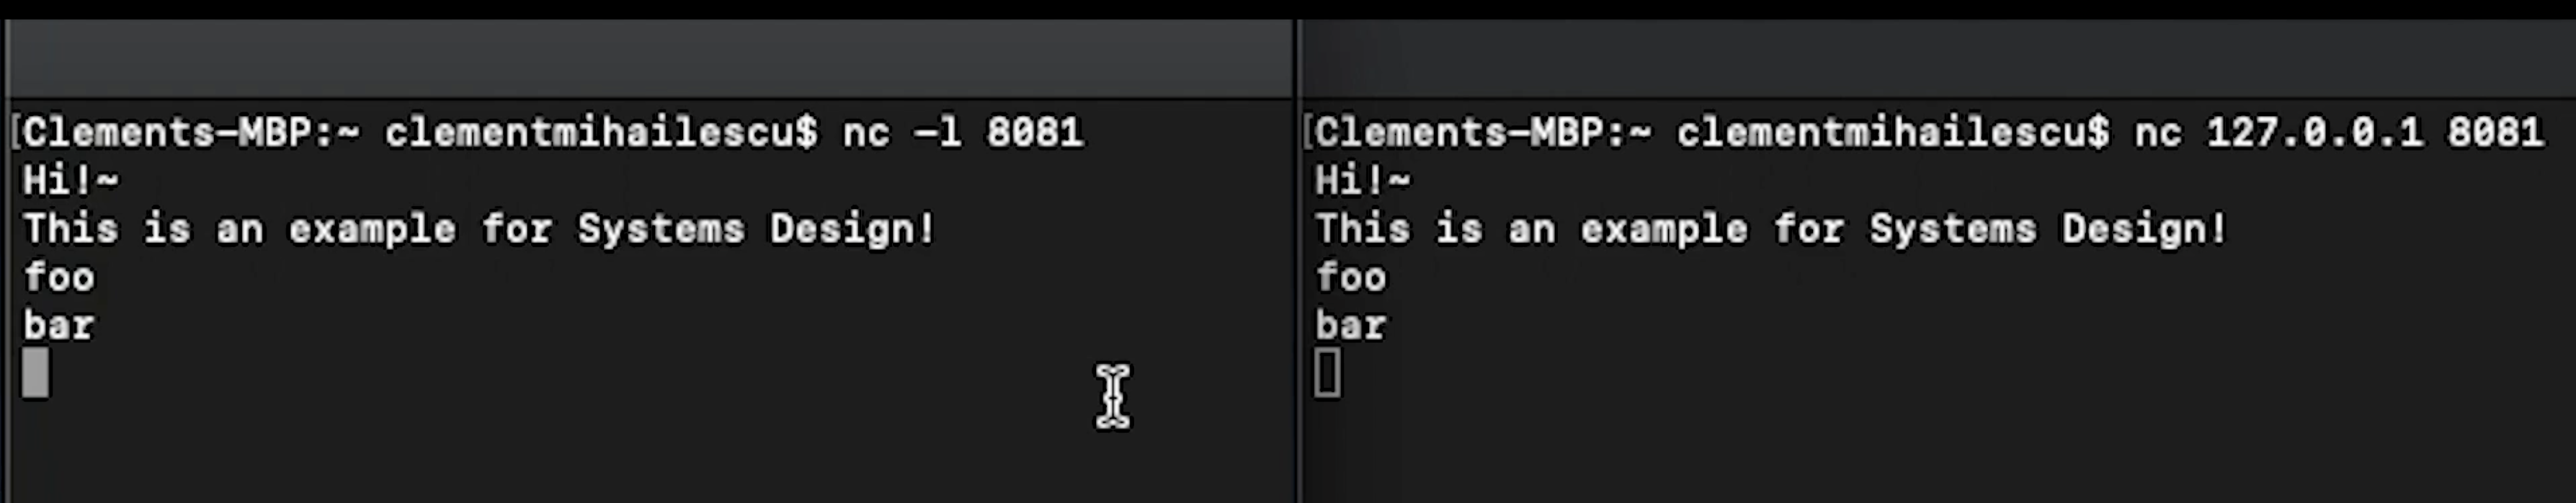 [Clements-MBP:~ clementmihailescu$ nc -l 8081
Hi!~
This is an example for Systems Design!
foo
bar
[Clements-MBP:~ clementmihailescu$ nc 127.0.0.1 8081
Hi!~
This is an example for Systems Design!
foo
bar